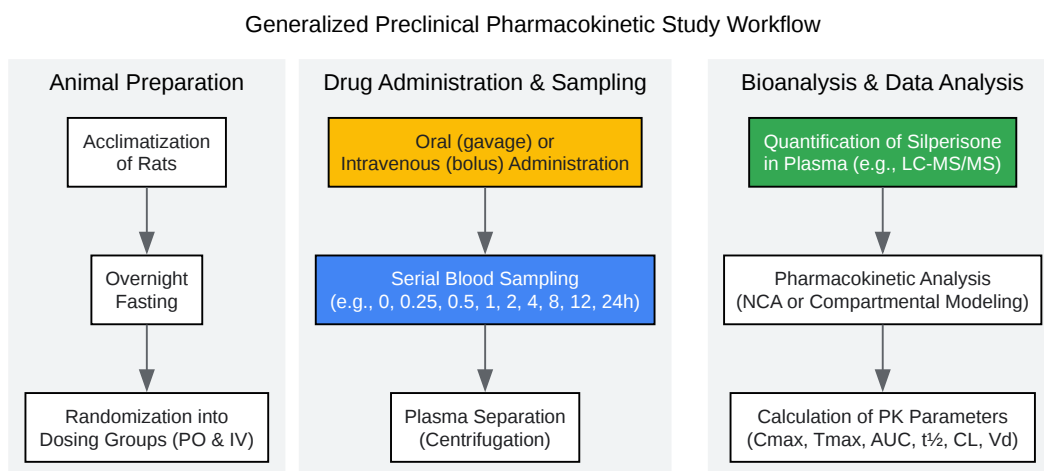 Generalized Preclinical Pharmacokinetic Study Workflow
Animal Preparation
Acclimatization
of Rats
Overnight
Fasting
Randomization into
Dosing Groups (PO & IV)
Drug Administration & Sampling
Oral (gavage) or
Intravenous (bolus) Administration
Serial Blood Sampling
(e.g., 0, 0.25, 0.5, 1, 2, 4, 8, 12, 24h)
Plasma Separation
(Centrifugation)
Bioanalysis & Data Analysis
Quantification of Silperisone
in Plasma (e.g., LC-MS/MS)
Pharmacokinetic Analysis
(NCA or Compartmental Modeling)
Calculation of PK Parameters
(Cmax, Tmax, AUC, t½, CL, Vd)